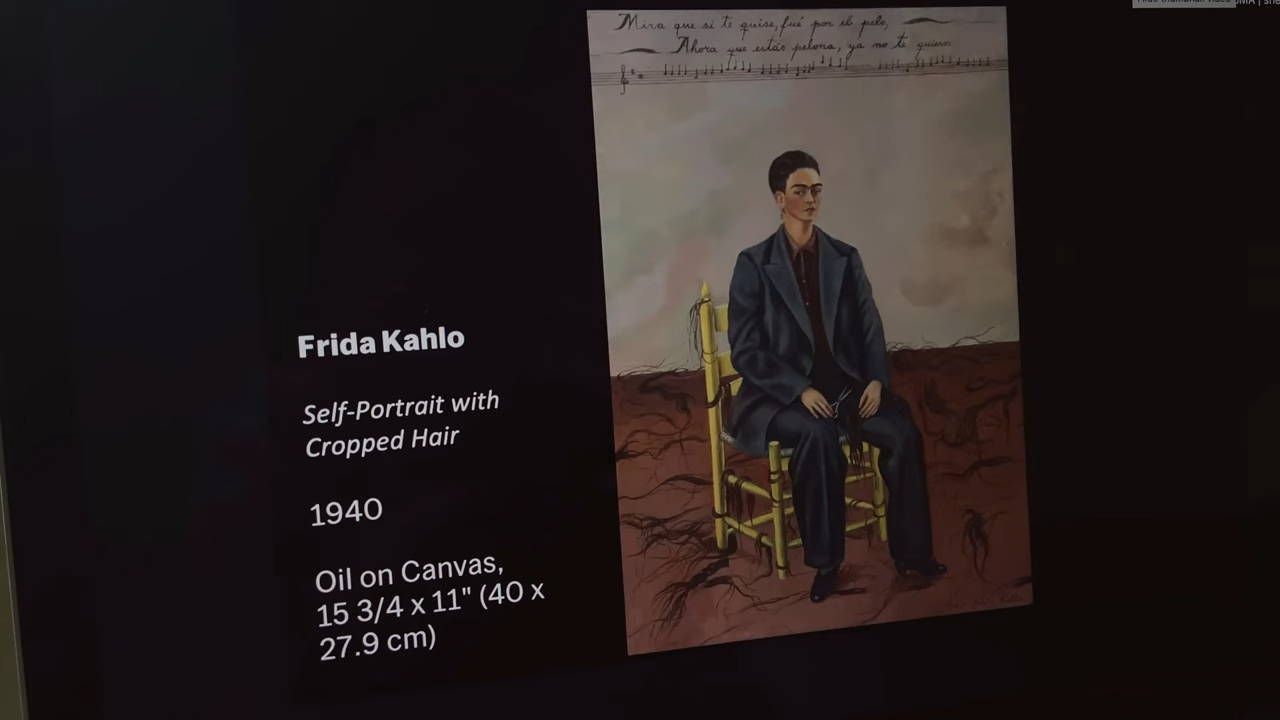 Mira que si te quise, fué por el pelo,
Ahora que estás pelona, ya no te quiero.
Frida Kahlo
Self-Portrait with
Cropped Hair
1940
Oil on Canvas,
15 3/4 x 11" (40 x
27.9 cm)